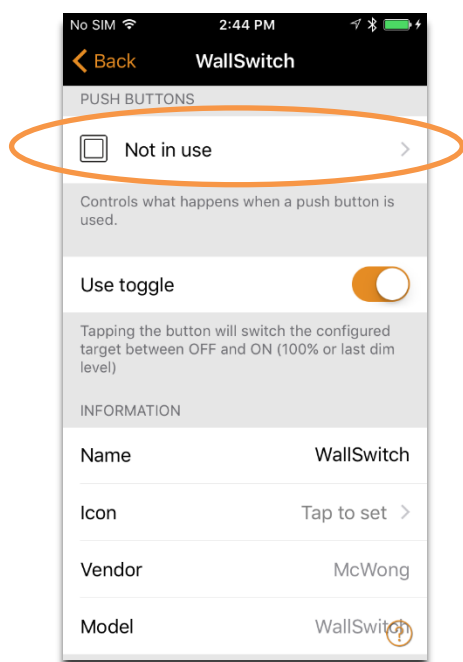 No SIM 2:44 PM
Back WallSwitch
PUSH BUTTONS
Not in use
Controls what happens when a push button is
used.
Use toggle
Tapping the button will switch the configured
target between OFF and ON (100% or last dim
level)
INFORMATION
Name WallSwitch
Icon Tap to set
Vendor McWong
Model WallSwitch
?